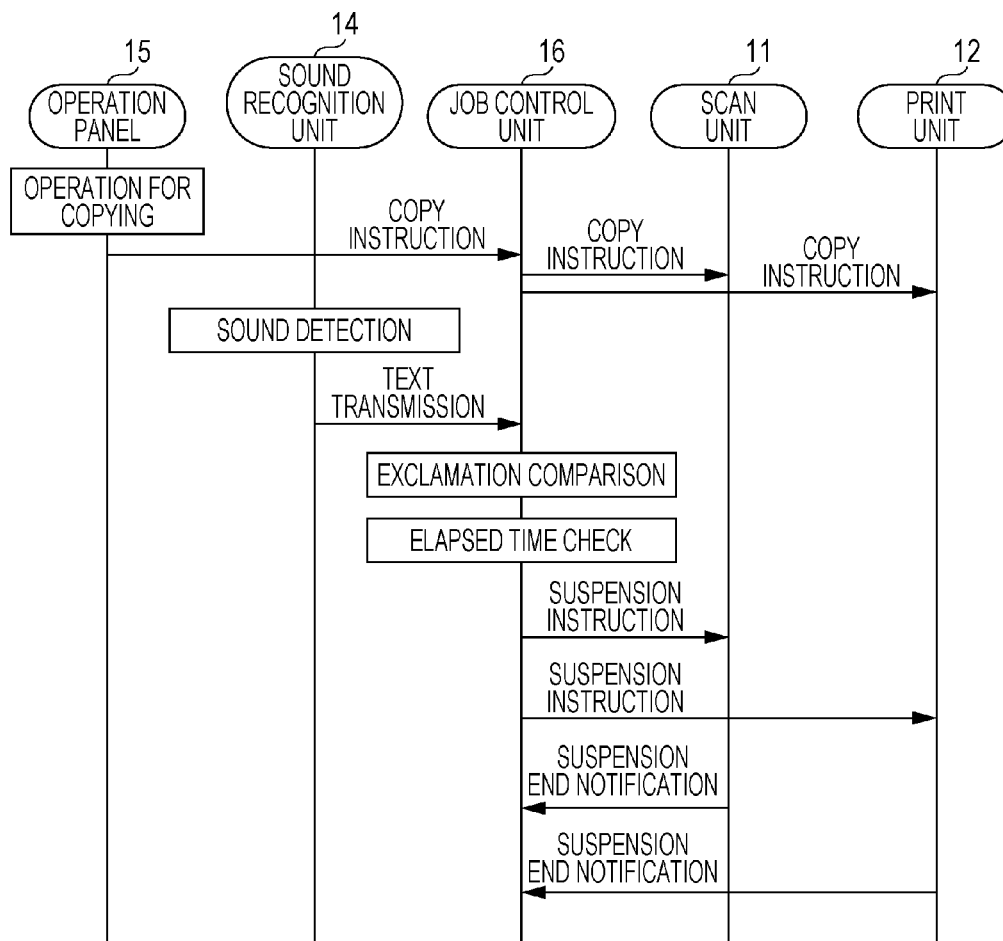 15
14
16
11
12
OPERATION
PANEL
SOUND
RECOGNITION
UNIT
JOB CONTROL
UNIT
SCAN
UNIT
PRINT
UNIT
OPERATION FOR
COPYING
COPY
INSTRUCTION
COPY
INSTRUCTION
COPY
INSTRUCTION
SOUND DETECTION
TEXT
TRANSMISSION
EXCLAMATION COMPARISON
ELAPSED TIME CHECK
SUSPENSION
INSTRUCTION
SUSPENSION
INSTRUCTION
SUSPENSION
END NOTIFICATION
SUSPENSION
END NOTIFICATION